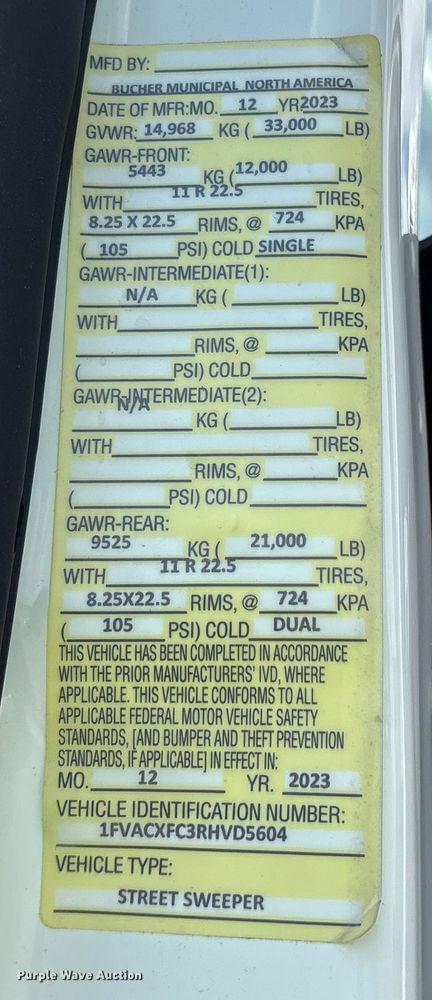 MFD BY:
BUCHER MUNICIPAL NORTH AMERICA
DATE OF MFR:MO. 12 YR.2023
GVWR: 14,968 KG ( 33,000 LB)
GAWR-FRONT:
5443 KG (12,000 LB)
WITH 11 R 22.5 TIRES,
8.25 X 22.5 RIMS, @ 724 KPA
( 105 PSI) COLD SINGLE
GAWR-INTERMEDIATE(1):
N/A KG ( LB)
WITH TIRES,
RIMS, @ KPA
( PSI) COLD
GAWR-INTERMEDIATE(2):
N/A KG ( LB)
WITH TIRES,
RIMS, @ KPA
( PSI) COLD
GAWR-REAR:
9525 KG ( 21,000 LB)
WITH 11 R 22.5 TIRES,
8.25X22.5 RIMS, @ 724 KPA
( 105 PSI) COLD DUAL
THIS VEHICLE HAS BEEN COMPLETED IN ACCORDANCE
WITH THE PRIOR MANUFACTURERS' IVD, WHERE
APPLICABLE. THIS VEHICLE CONFORMS TO ALL
APPLICABLE FEDERAL MOTOR VEHICLE SAFETY
STANDARDS, [AND BUMPER AND THEFT PREVENTION
STANDARDS, IF APPLICABLE] IN EFFECT IN:
MO. 12 YR. 2023
VEHICLE IDENTIFICATION NUMBER:
1FVACXFC3RHVD5604
VEHICLE TYPE:
STREET SWEEPER
Purple Wave Auction